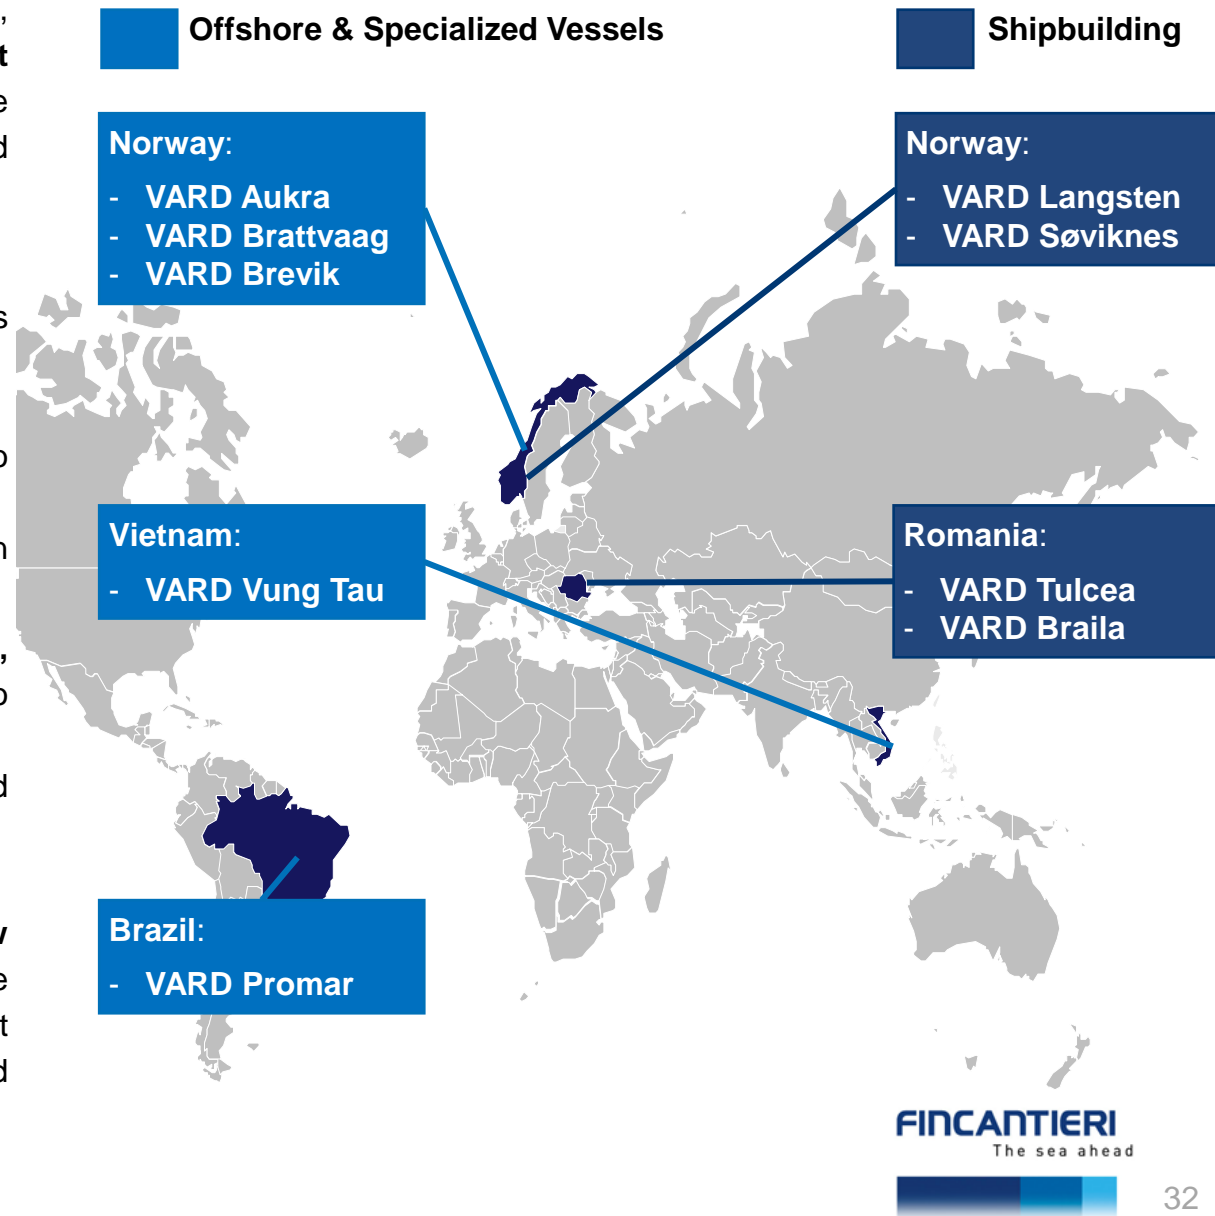 Offshore & Specialized Vessels
Shipbuilding
Norway:
- VARD Aukra
- VARD Brattvaag
- VARD Brevik
Norway:
- VARD Langsten
- VARD Søviknes
Vietnam:
- VARD Vung Tau
Romania:
- VARD Tulcea
- VARD Braila
Brazil:
- VARD Promar
FINCANTIERI
The sea ahead
32